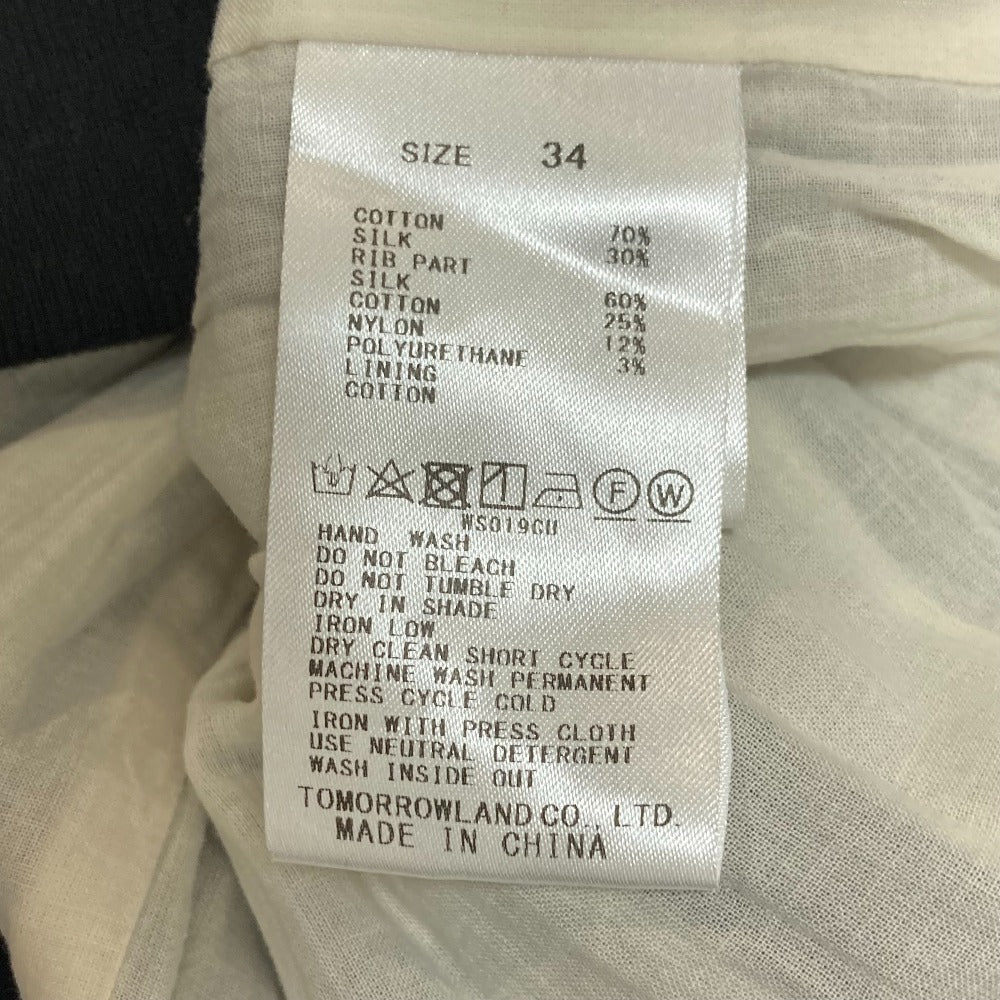 SIZE 34
COTTON 70%
SILK 30%
RIB PART
SILK 60%
COTTON 25%
NYLON 12%
POLYURETHANE 3%
LINING
COTTON
F W
WS019CU
HAND WASH
DO NOT BLEACH
DO NOT TUMBLE DRY
DRY IN SHADE
IRON LOW
DRY CLEAN SHORT CYCLE
MACHINE WASH PERMANENT
PRESS CYCLE COLD
IRON WITH PRESS CLOTH
USE NEUTRAL DETERGENT
WASH INSIDE OUT
TOMORROWLAND CO., LTD.
MADE IN CHINA